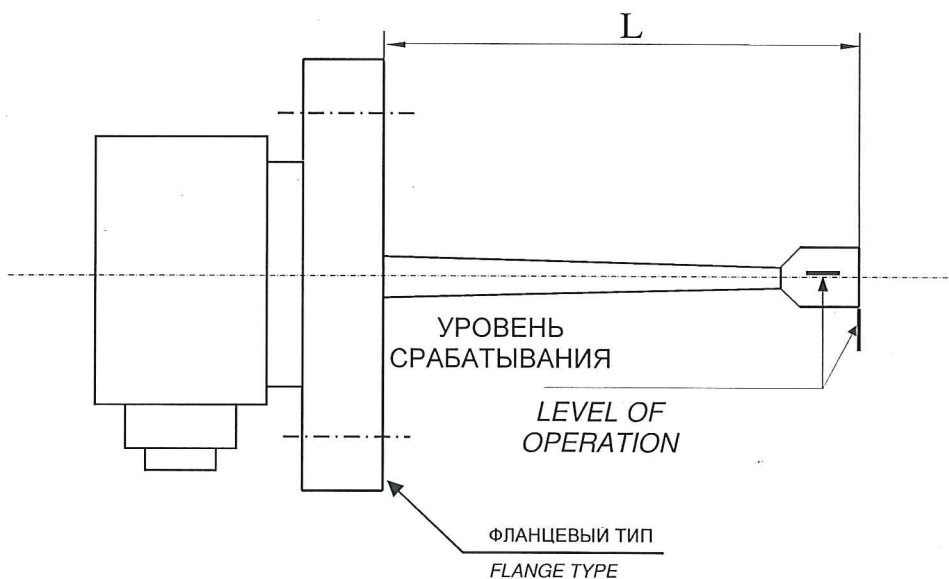 L
УРОВЕНЬ
СРАБАТЫВАНИЯ
LEVEL OF
OPERATION
ФЛАНЦЕВЫЙ ТИП
FLANGE TYPE